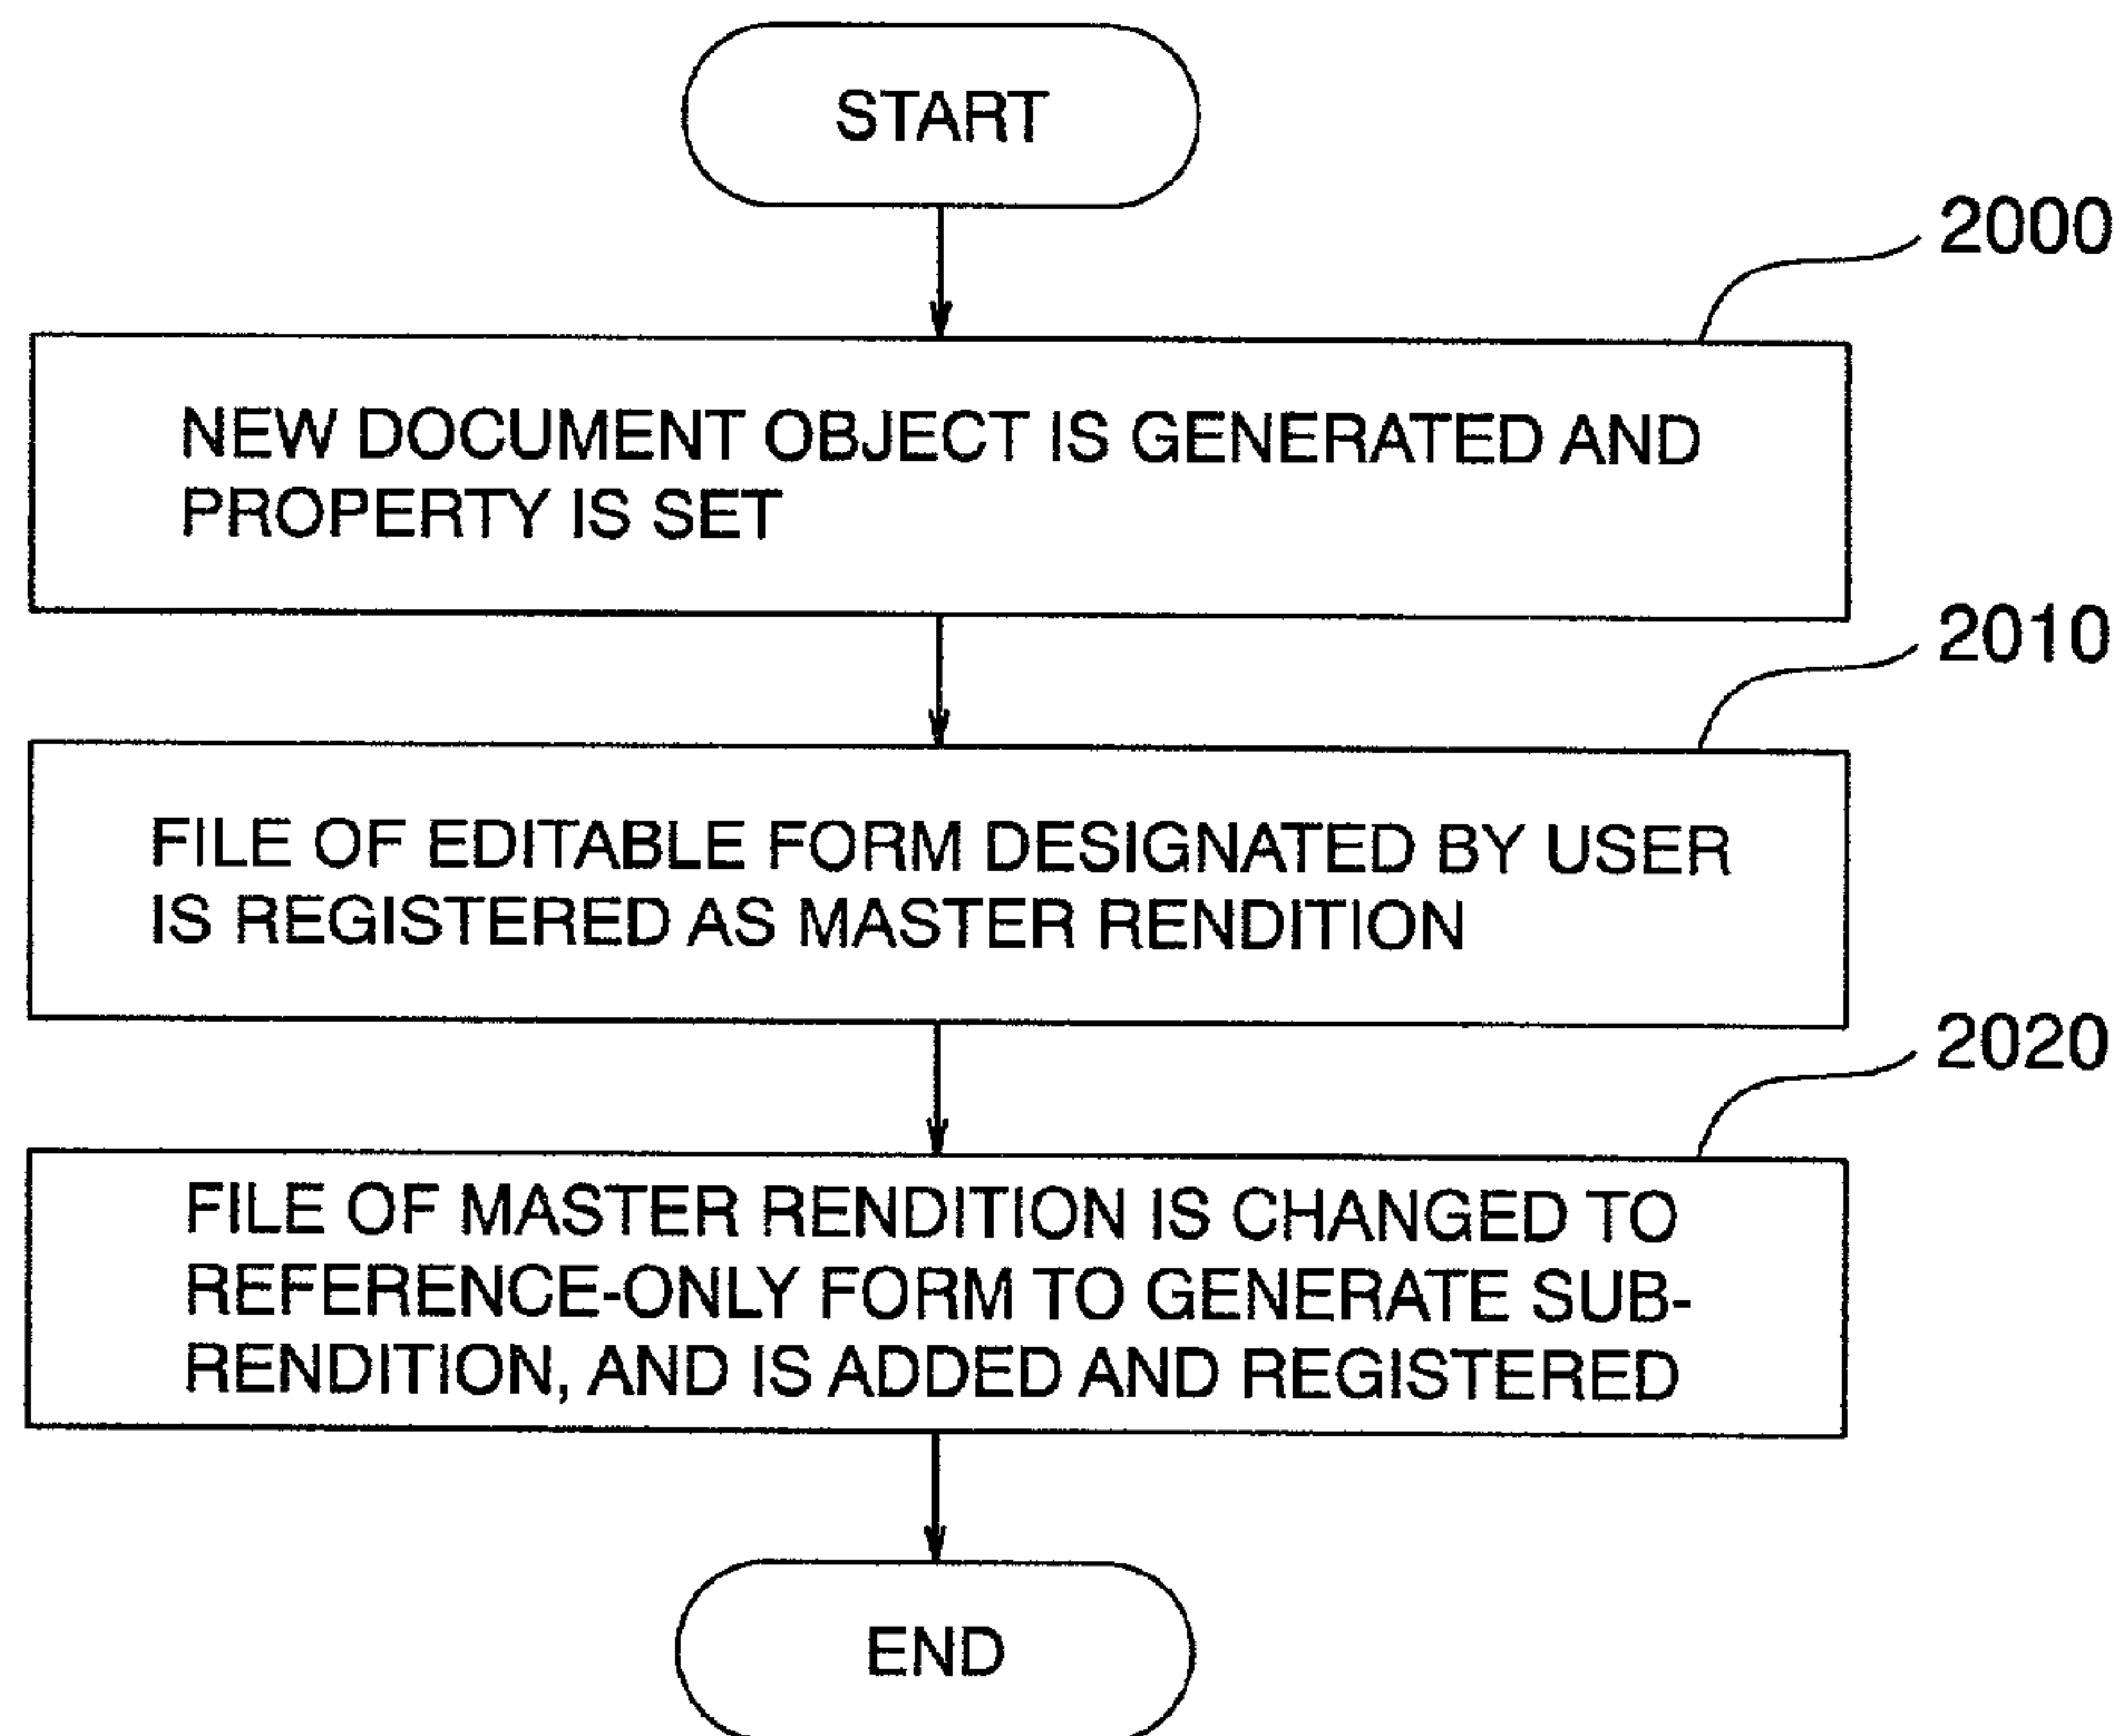 START
2000
NEW DOCUMENT OBJECT IS GENERATED AND
PROPERTY IS SET
2010
FILE OF EDITABLE FORM DESIGNATED BY USER
IS REGISTERED AS MASTER RENDITION
2020
FILE OF MASTER RENDITION IS CHANGED TO
REFERENCE-ONLY FORM TO GENERATE SUB-
RENDITION, AND IS ADDED AND REGISTERED
END